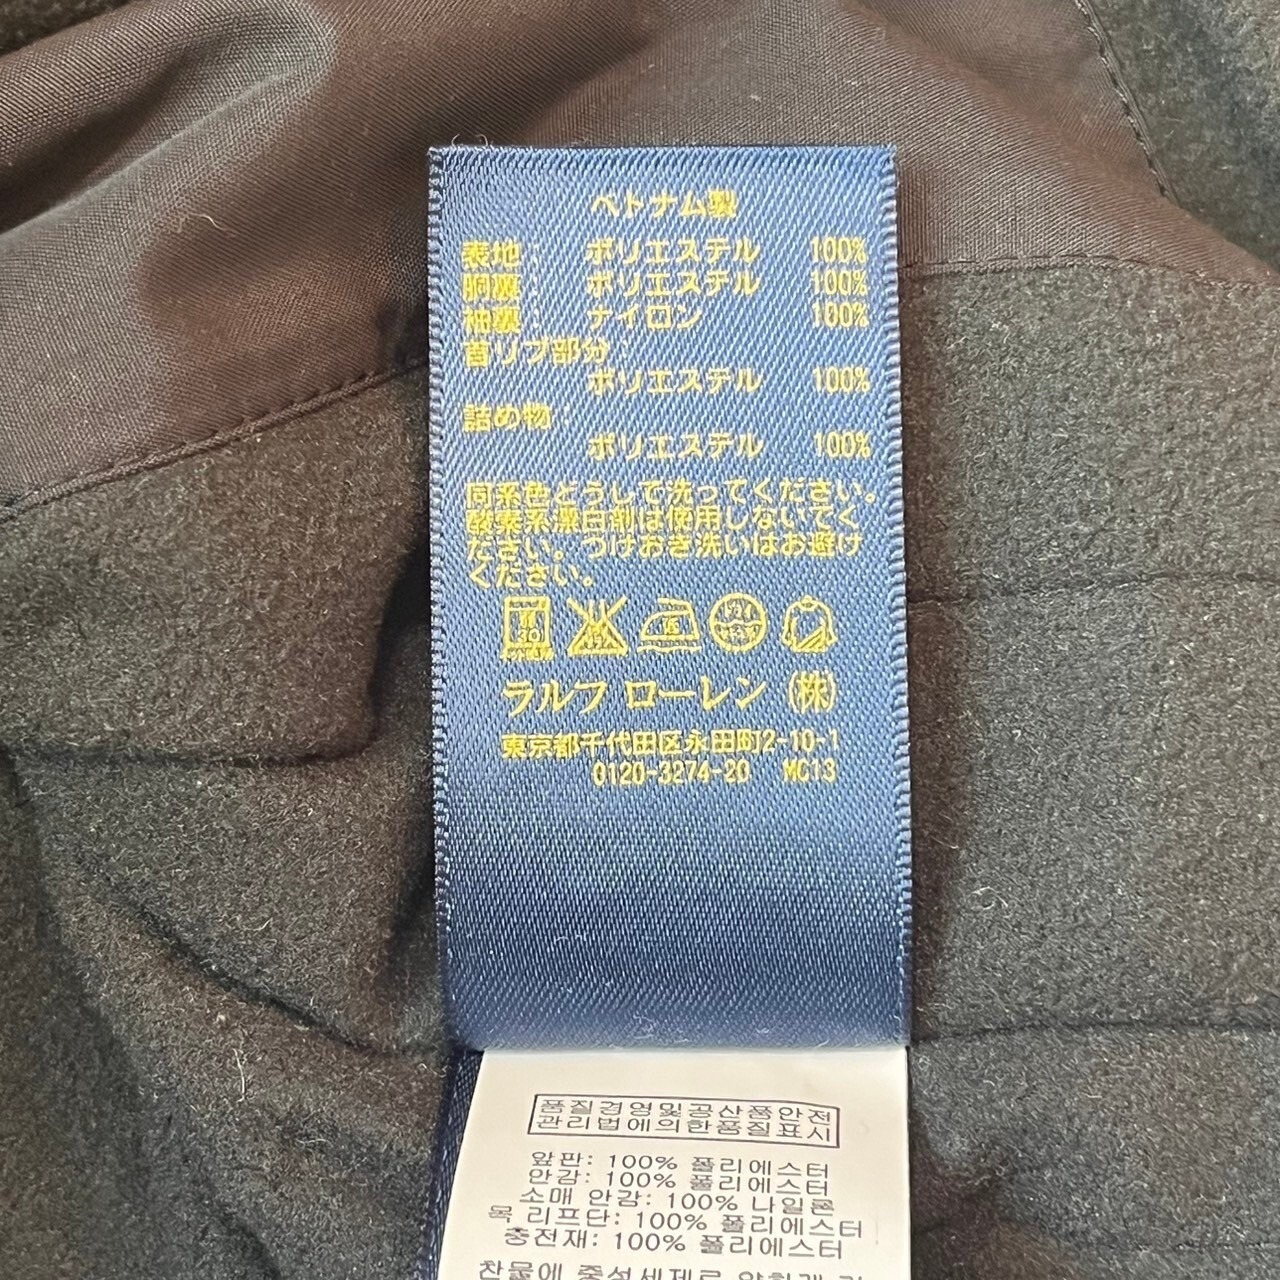 ベトナム製
表地： ポリエステル 100%
胴裏： ポリエステル 100%
袖裏： ナイロン 100%
首リブ部分：
ポリエステル 100%
詰め物：
ポリエステル 100%
同系色どうしで洗ってください。
酸素系漂白剤は使用しないでく
ださい。つけおき洗いはお避け
ください。
ラルフ ローレン (株)
東京都千代田区永田町2-10-1
0120-3274-20 MC13
품질경영및공산품안전
관리법에의한품질표시
앞판: 100% 폴리에스터
안감: 100% 폴리에스터
소매 안감: 100% 나일론
목 리프단: 100% 폴리에스터
충전재: 100% 폴리에스터
찬물에 중성세제로